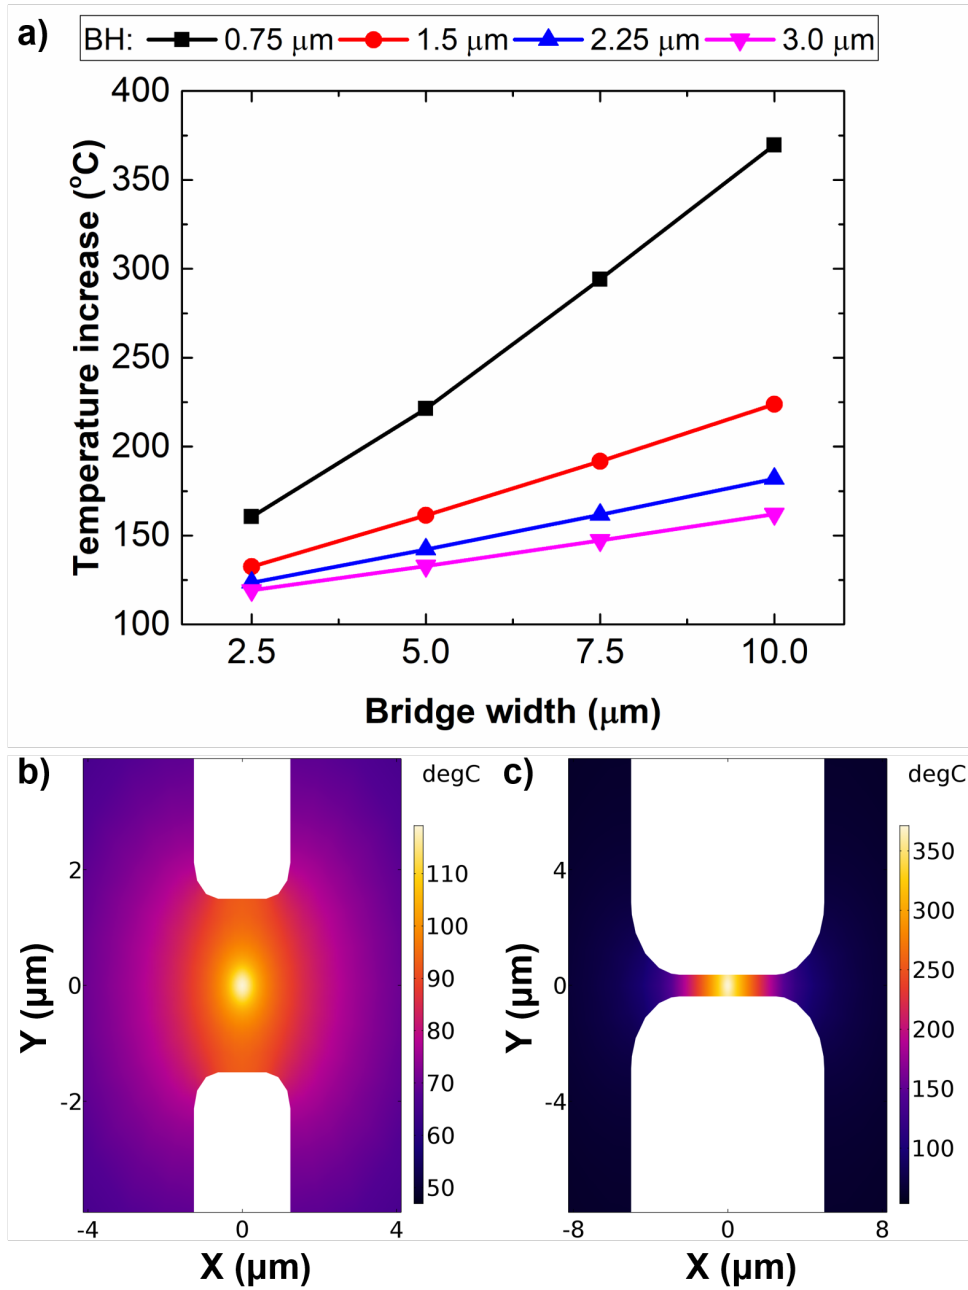 a)
BH: 0.75 μm 1.5 μm 2.25 μm 3.0 μm
400
350
300
250
200
150
100
Temperature increase (°C)
2.5 5.0 7.5 10.0
Bridge width (μm)
b)
degC
110
100
90
80
70
60
50
2
0
-2
Y (μm)
-4 0 4
X (μm)
c)
degC
350
300
250
200
150
100
4
0
-4
Y (μm)
-8 0 8
X (μm)